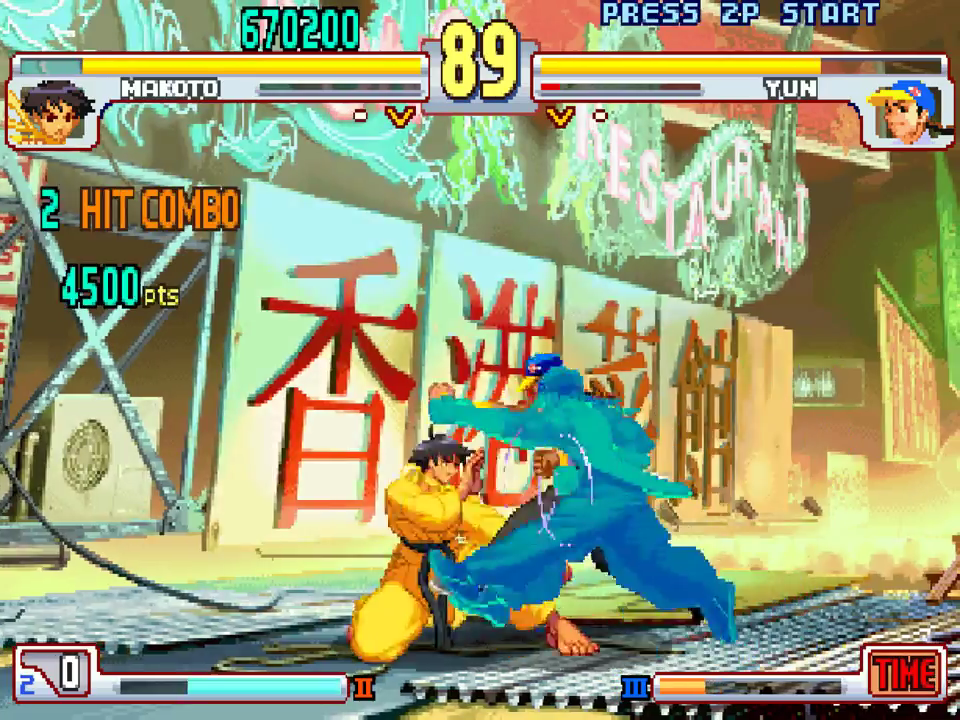 670200
PRESS 2P START
89
MAKOTO
YUN
RESTAURANT
2 HIT COMBO
4500pts
香港菜館
2 0
II
III
TIME